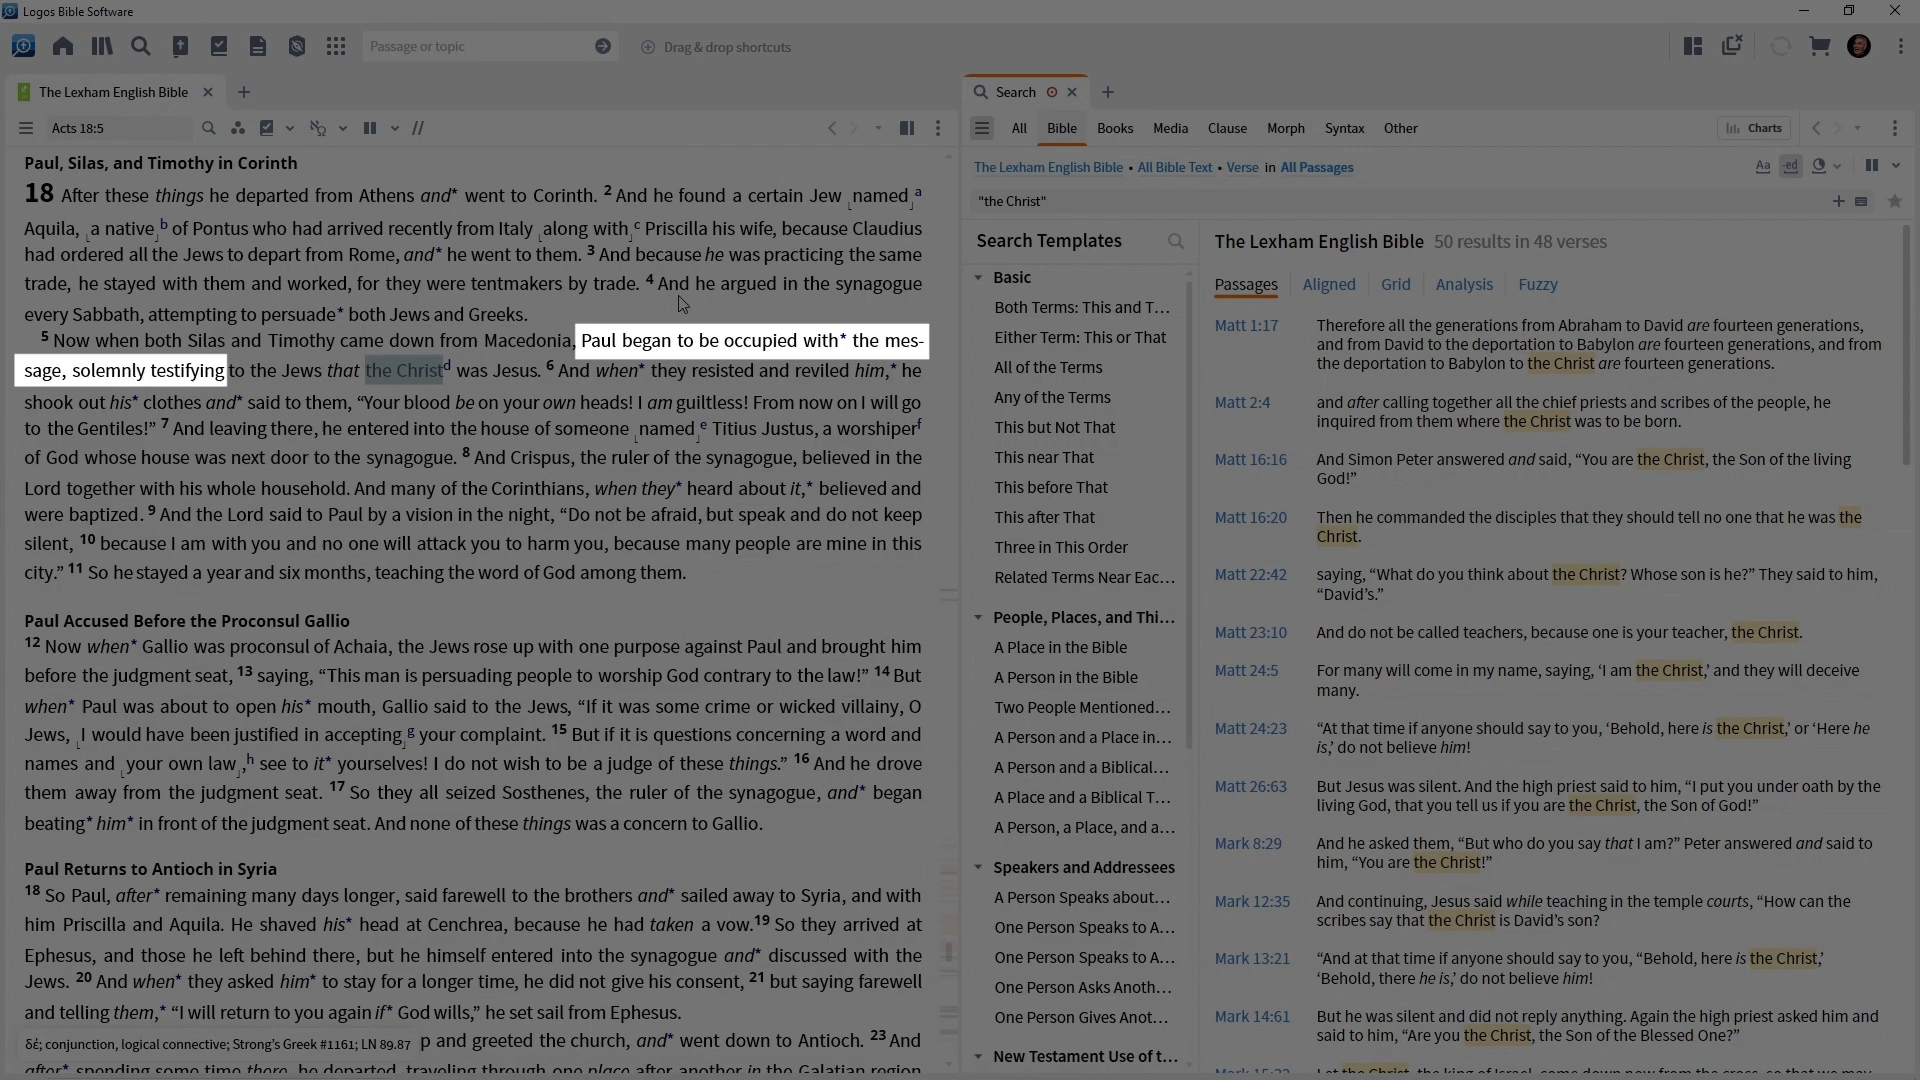 Logos Bible Software
Passage or topic
Drag & drop shortcuts
The Lexham English Bible
Acts 18:5
Paul, Silas, and Timothy in Corinth
18 After these things he departed from Athens and* went to Corinth. 2 And he found a certain Jew ⌞named⌟a
Aquila, ⌞a native⌟b of Pontus who had arrived recently from Italy ⌞along with⌟c Priscilla his wife, because Claudius
had ordered all the Jews to depart from Rome, and* he went to them. 3 And because he was practicing the same
trade, he stayed with them and worked, for they were tentmakers by trade. 4 And he argued in the synagogue
every Sabbath, attempting to persuade* both Jews and Greeks.
5 Now when both Silas and Timothy came down from Macedonia, Paul began to be occupied with* the mes-
sage, solemnly testifying to the Jews that the Christd was Jesus. 6 And when* they resisted and reviled him,* he
shook out his* clothes and* said to them, “Your blood be on your own heads! I am guiltless! From now on I will go
to the Gentiles!” 7 And leaving there, he entered into the house of someone ⌞named⌟e Titius Justus, a worshiperf
of God whose house was next door to the synagogue. 8 And Crispus, the ruler of the synagogue, believed in the
Lord together with his whole household. And many of the Corinthians, when they* heard about it,* believed and
were baptized. 9 And the Lord said to Paul by a vision in the night, “Do not be afraid, but speak and do not keep
silent, 10 because I am with you and no one will attack you to harm you, because many people are mine in this
city.” 11 So he stayed a year and six months, teaching the word of God among them.
Paul Accused Before the Proconsul Gallio
12 Now when* Gallio was proconsul of Achaia, the Jews rose up with one purpose against Paul and brought him
before the judgment seat, 13 saying, “This man is persuading people to worship God contrary to the law!” 14 But
when* Paul was about to open his* mouth, Gallio said to the Jews, “If it was some crime or wicked villainy, O
Jews, ⌞I would have been justified in accepting⌟g your complaint. 15 But if it is questions concerning a word and
names and ⌞your own law⌟,h see to it* yourselves! I do not wish to be a judge of these things.” 16 And he drove
them away from the judgment seat. 17 So they all seized Sosthenes, the ruler of the synagogue, and* began
beating* him* in front of the judgment seat. And none of these things was a concern to Gallio.
Paul Returns to Antioch in Syria
18 So Paul, after* remaining many days longer, said farewell to the brothers and* sailed away to Syria, and with
him Priscilla and Aquila. He shaved his* head at Cenchrea, because he had taken a vow.19 So they arrived at
Ephesus, and those he left behind there, but he himself entered into the synagogue and* discussed with the
Jews. 20 And when* they asked him* to stay for a longer time, he did not give his consent, 21 but saying farewell
and telling them,* “I will return to you again if* God wills,” he set sail from Ephesus.
δέ; conjunction, logical connective; Strong’s Greek #1161; LN 89.87 p and greeted the church, and* went down to Antioch. 23 And
after* spending some time there, he departed, traveling through one place after another in the Galatian region
Search
All Bible Books Media Clause Morph Syntax Other
Charts
The Lexham English Bible • All Bible Text • Verse in All Passages
Aa -ed
"the Christ"
Search Templates
Basic
Both Terms: This and T…
Either Term: This or That
All of the Terms
Any of the Terms
This but Not That
This near That
This before That
This after That
Three in This Order
Related Terms Near Eac…
People, Places, and Thi…
A Place in the Bible
A Person in the Bible
Two People Mentioned…
A Person and a Place in…
A Person and a Biblical…
A Place and a Biblical T…
A Person, a Place, and a…
Speakers and Addressees
A Person Speaks about…
One Person Speaks to A…
One Person Speaks to A…
One Person Asks Anoth…
One Person Gives Anot…
New Testament Use of t…
The Lexham English Bible 50 results in 48 verses
Passages Aligned Grid Analysis Fuzzy
Matt 1:17 Therefore all the generations from Abraham to David are fourteen generations,
and from David to the deportation to Babylon are fourteen generations, and from
the deportation to Babylon to the Christ are fourteen generations.
Matt 2:4 and after calling together all the chief priests and scribes of the people, he
inquired from them where the Christ was to be born.
Matt 16:16 And Simon Peter answered and said, “You are the Christ, the Son of the living
God!”
Matt 16:20 Then he commanded the disciples that they should tell no one that he was the
Christ.
Matt 22:42 saying, “What do you think about the Christ? Whose son is he?” They said to him,
“David’s.”
Matt 23:10 And do not be called teachers, because one is your teacher, the Christ.
Matt 24:5 For many will come in my name, saying, ‘I am the Christ,’ and they will deceive
many.
Matt 24:23 “At that time if anyone should say to you, ‘Behold, here is the Christ,’ or ‘Here he
is,’ do not believe him!
Matt 26:63 But Jesus was silent. And the high priest said to him, “I put you under oath by the
living God, that you tell us if you are the Christ, the Son of God!”
Mark 8:29 And he asked them, “But who do you say that I am?” Peter answered and said to
him, “You are the Christ!”
Mark 12:35 And continuing, Jesus said while teaching in the temple courts, “How can the
scribes say that the Christ is David’s son?
Mark 13:21 “And at that time if anyone should say to you, “Behold, here is the Christ,’
‘Behold, there he is,’ do not believe him!
Mark 14:61 But he was silent and did not reply anything. Again the high priest asked him and
said to him, “Are you the Christ, the Son of the Blessed One?”